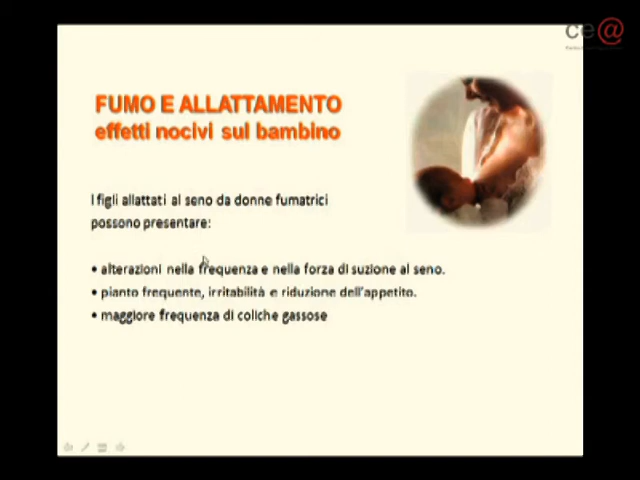 ce@
FUMO E ALLATTAMENTO
effetti nocivi sul bambino
I figli allattati al seno da donne fumatrici
possono presentare:
• alterazioni nella frequenza e nella forza di suzione al seno.
• pianto frequente, irritabilità e riduzione dell'appetito.
• maggiore frequenza di coliche gassose